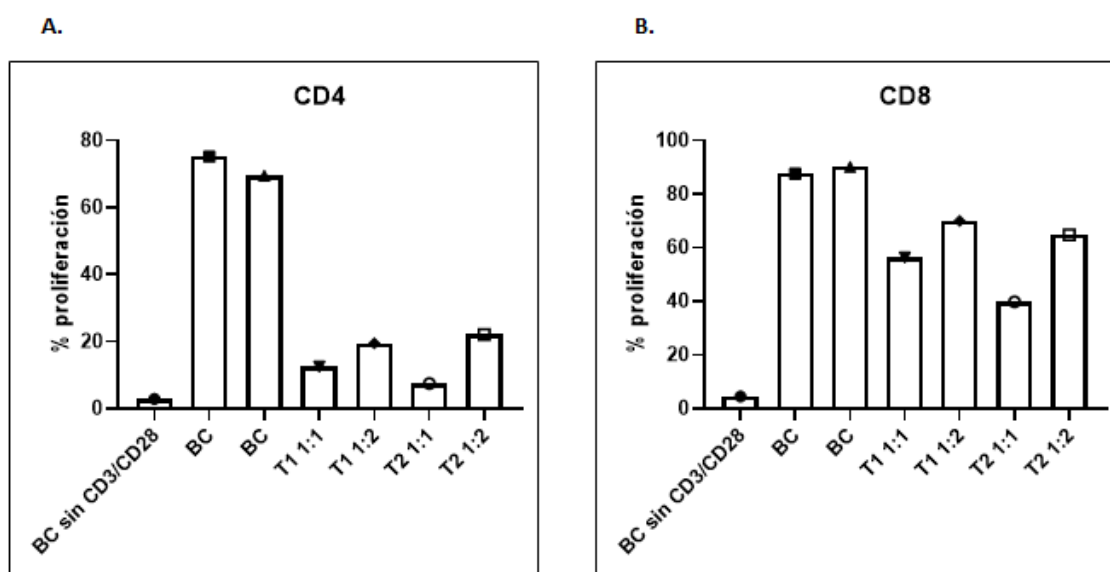 A.
B.
CD4
% proliferación
80
60
40
20
0
BC sin CD3/CD28
BC
BC
T1 1:1
T1 1:2
T2 1:1
T2 1:2
CD8
% proliferación
100
80
60
40
20
0
BC sin CD3/CD28
BC
BC
T1 1:1
T1 1:2
T2 1:1
T2 1:2